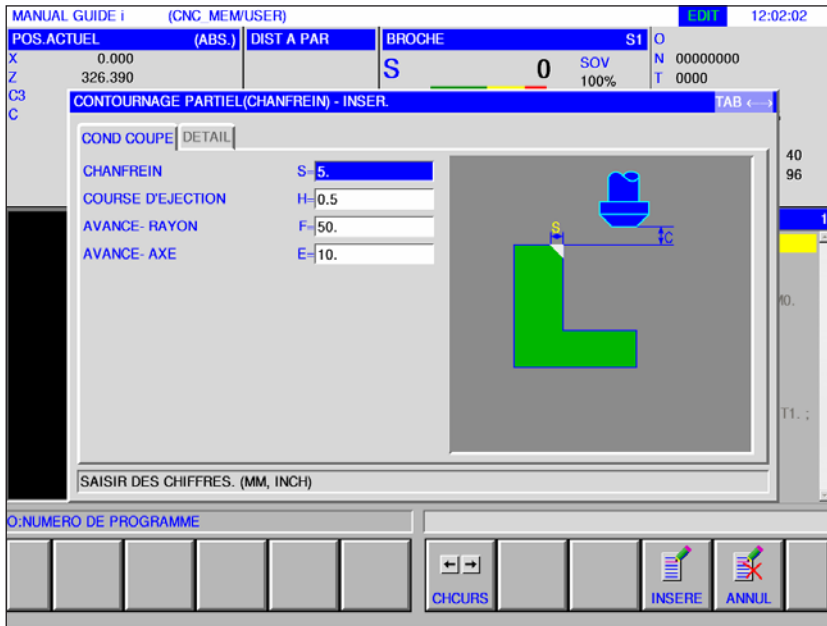 MANUAL GUIDE i (CNC_MEM/USER) EDIT 12:02:02
POS.ACTUEL (ABS.) DIST A PAR BROCHE S1 O
X 0.000 S 0 SOV N 00000000
Z 326.390 100% T 0000
C3
C
CONTOURNAGE PARTIEL(CHANFREIN) - INSER. TAB ←→
COND COUPE DETAIL
CHANFREIN S= 5.
COURSE D'EJECTION H= 0.5
AVANCE- RAYON F= 50.
AVANCE- AXE E= 10.
S
C
40
96
1
M0.
T1. ;
SAISIR DES CHIFFRES. (MM, INCH)
O:NUMERO DE PROGRAMME
← →
CHCURS INSERE ANNUL